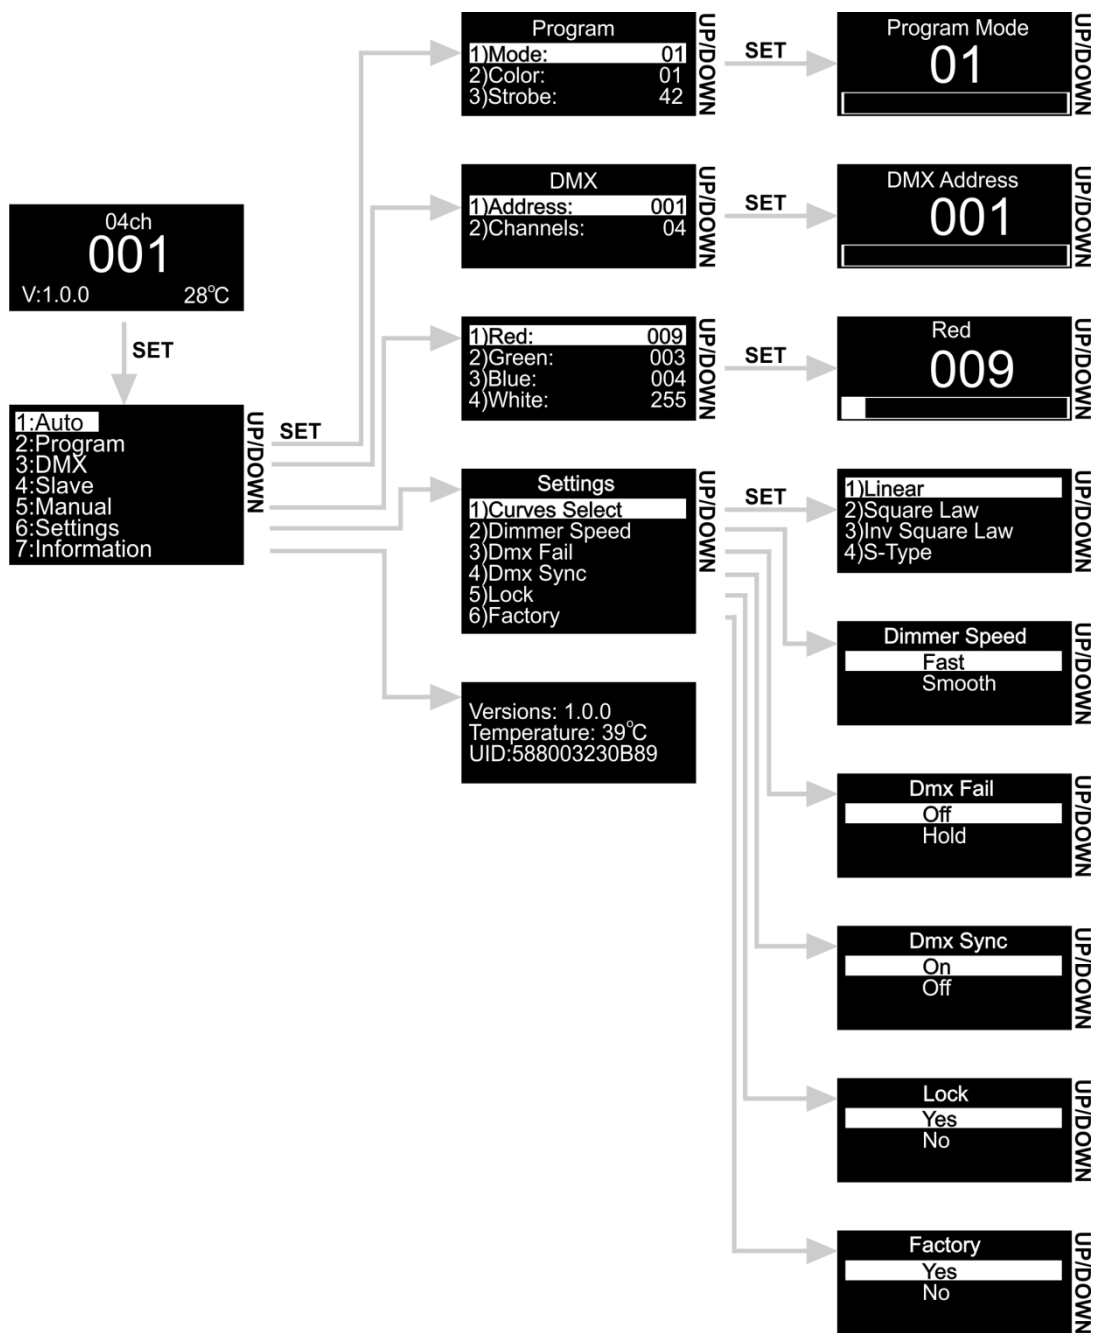 04ch
001
V:1.0.0 28°C
SET
1:Auto
2:Program
3:DMX
4:Slave
5:Manual
6:Settings
7:Information
UP/DOWN
SET
Program
1)Mode: 01
2)Color: 01
3)Strobe: 42
UP/DOWN
SET
Program Mode
01
UP/DOWN
DMX
1)Address: 001
2)Channels: 04
UP/DOWN
SET
DMX Address
001
UP/DOWN
1)Red: 009
2)Green: 003
3)Blue: 004
4)White: 255
UP/DOWN
SET
Red
009
UP/DOWN
Settings
1)Curves Select
2)Dimmer Speed
3)Dmx Fail
4)Dmx Sync
5)Lock
6)Factory
UP/DOWN
SET
1)Linear
2)Square Law
3)Inv Square Law
4)S-Type
UP/DOWN
Dimmer Speed
Fast
Smooth
UP/DOWN
Versions: 1.0.0
Temperature: 39°C
UID:588003230B89
Dmx Fail
Off
Hold
UP/DOWN
Dmx Sync
On
Off
UP/DOWN
Lock
Yes
No
UP/DOWN
Factory
Yes
No
UP/DOWN